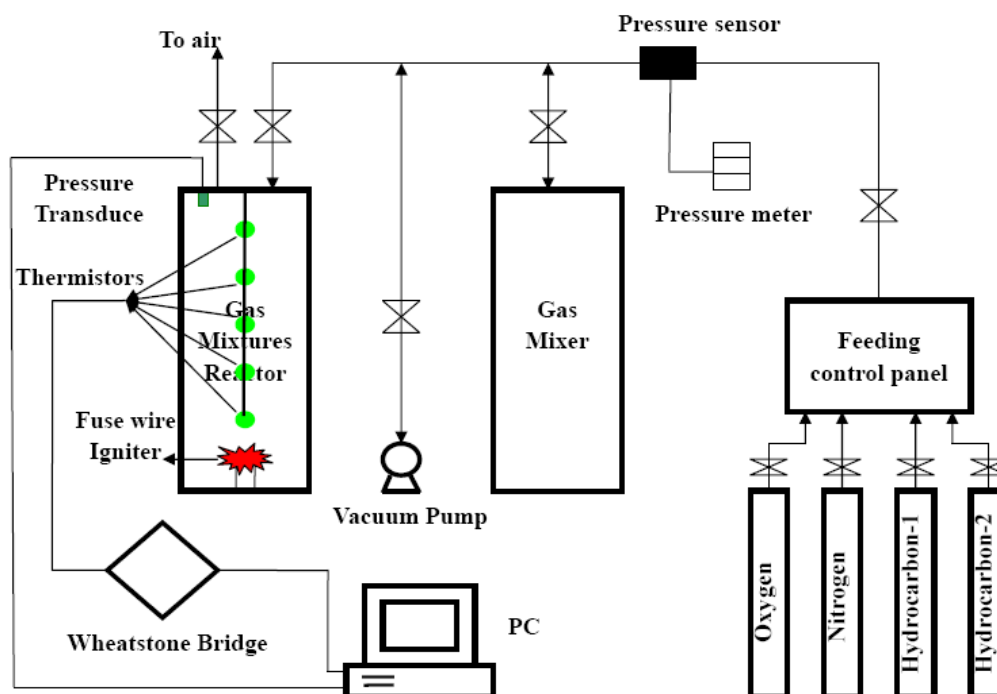 To air
Pressure sensor
Pressure
Transduce
Pressure meter
Thermistors
Gas
Mixtures
Reactor
Gas
Mixer
Feeding
control panel
Fuse wire
Igniter
Vacuum Pump
Oxygen
Nitrogen
Hydrocarbon-1
Hydrocarbon-2
PC
Wheatstone Bridge